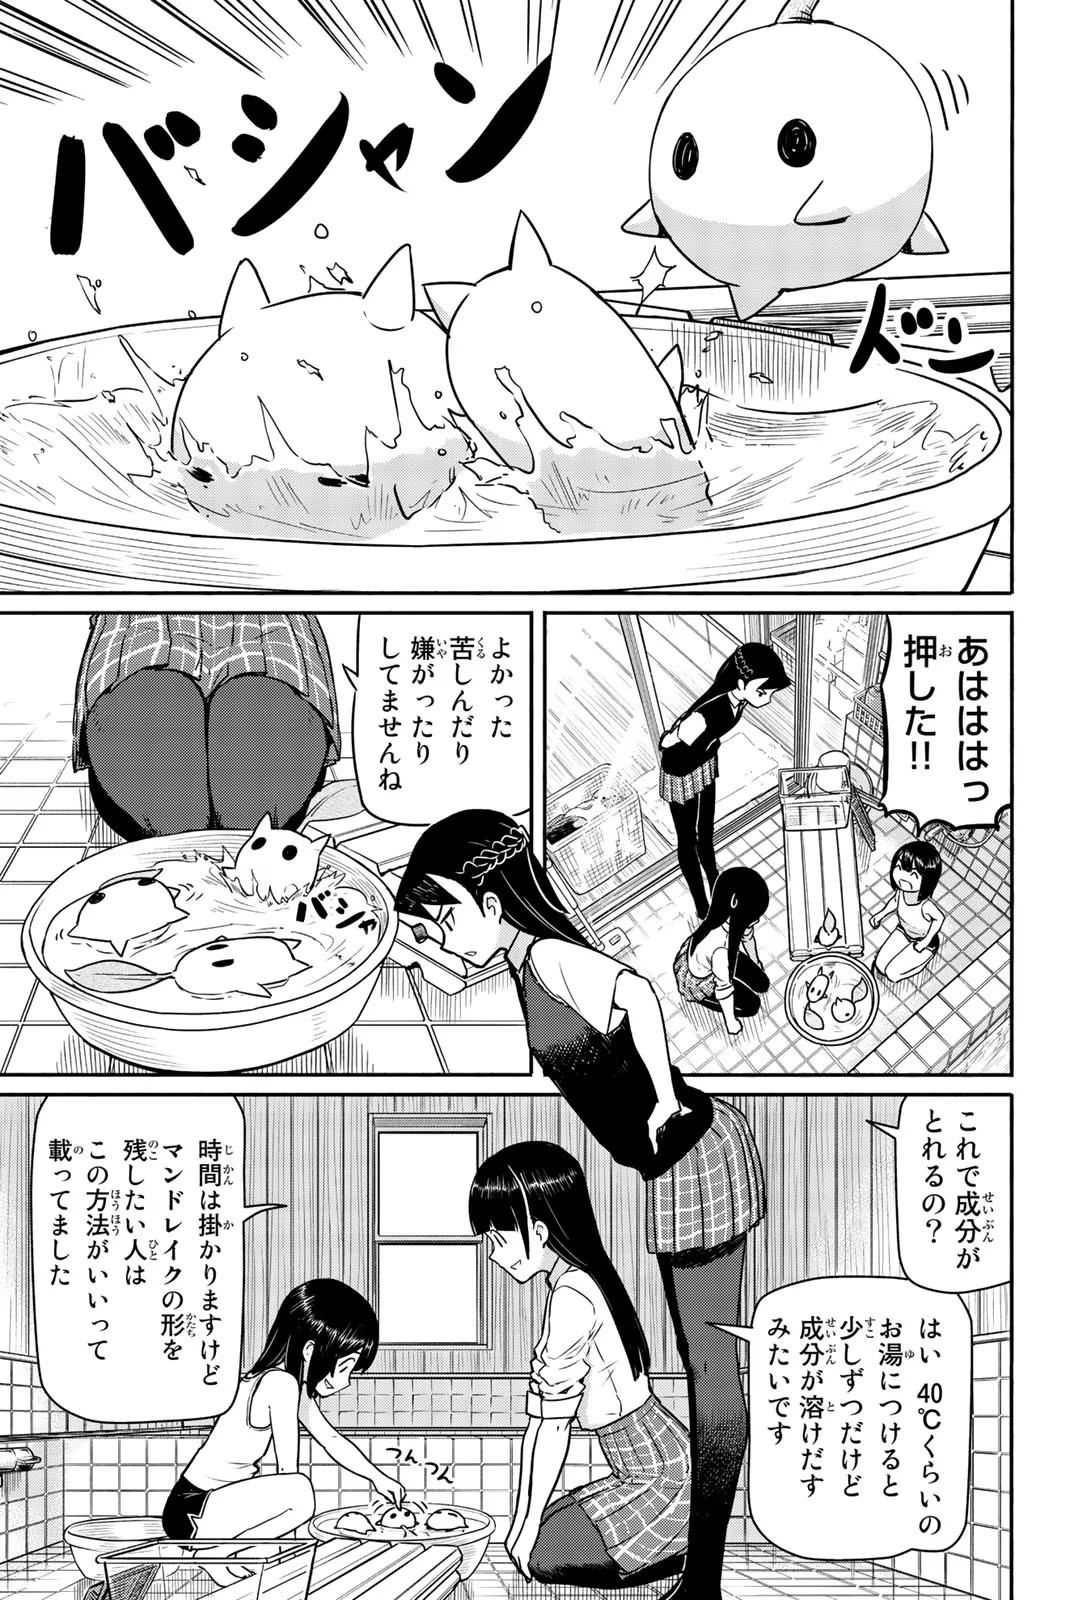 バシャン
ドン
あはははっ
押した!!
よかった
苦しんだり
嫌がったり
してませんね
バシャ
これで成分が
とれるの？
はい 40℃くらいの
お湯につけると
少しずつだけど
成分が溶けだす
みたいです
時間は掛かりますけど
マンドレイクの形を
残したい人は
この方法がいいって
載ってました
つんつん